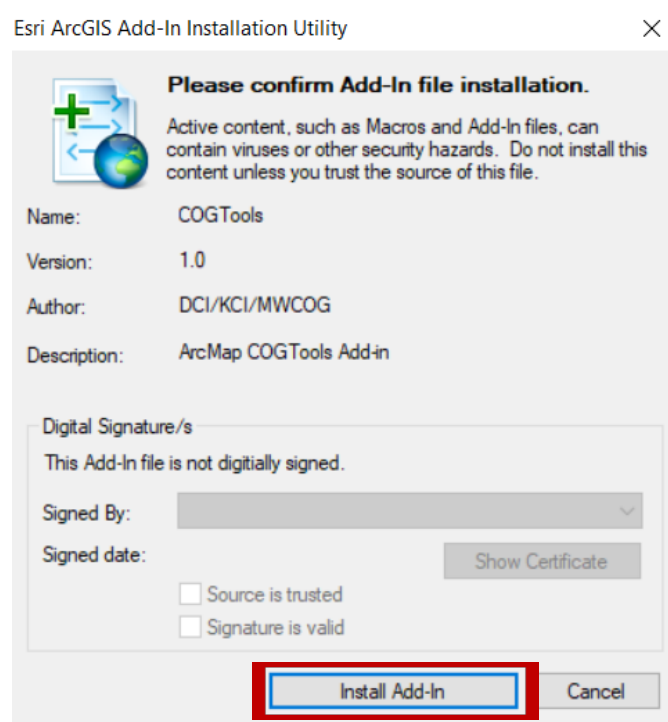 Esri ArcGIS Add-In Installation Utility
Please confirm Add-In file installation.
Active content, such as Macros and Add-In files, can
contain viruses or other security hazards.  Do not install this
content unless you trust the source of this file.
Name: COGTools
Version: 1.0
Author: DCI/KCI/MWCOG
Description: ArcMap COGTools Add-in
Digital Signature/s
This Add-In file is not digitially signed.
Signed By:
Signed date:
Show Certificate
Source is trusted
Signature is valid
Install Add-In Cancel